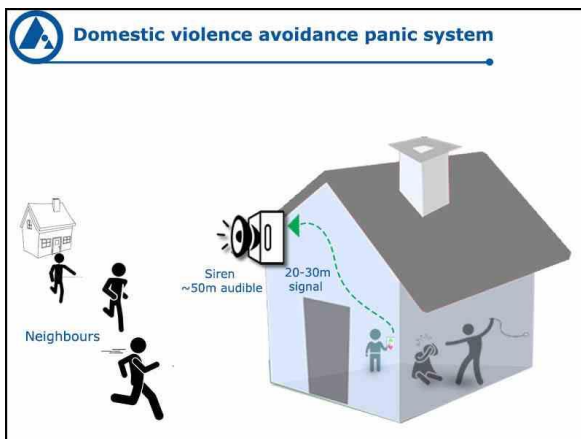 Domestic violence avoidance panic system
Siren
~50m audible
20-30m
signal
Neighbours